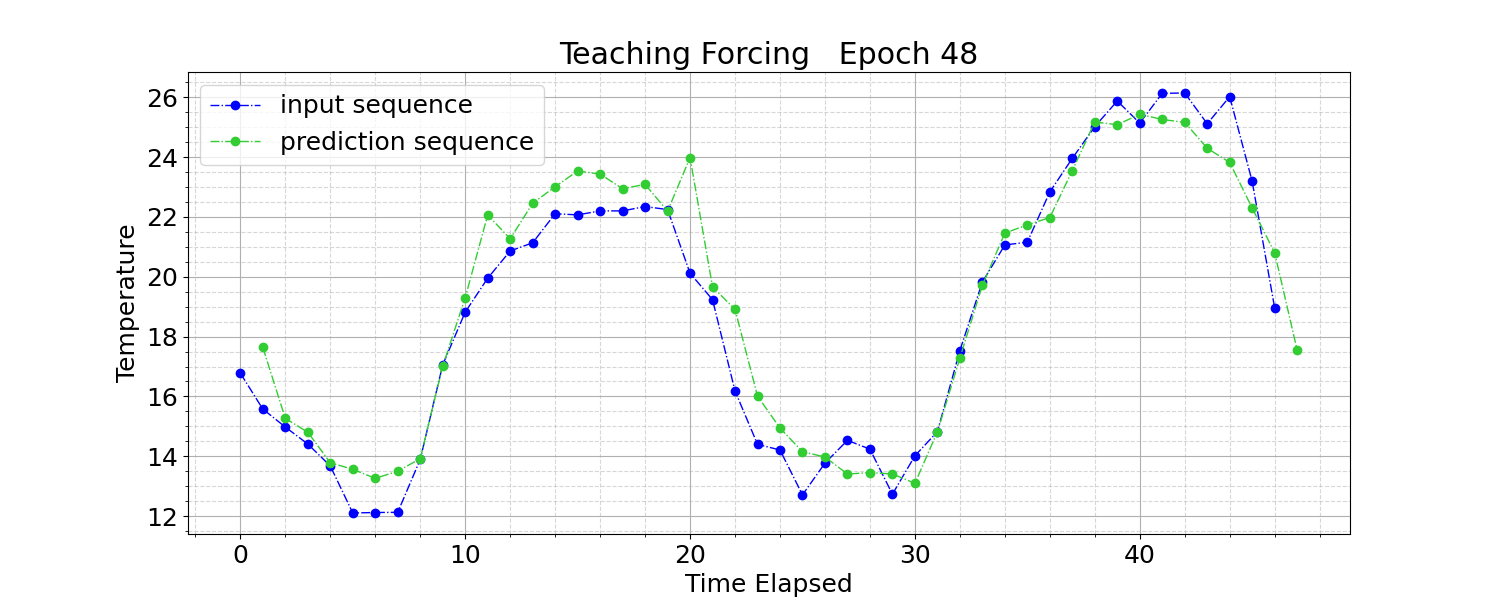 Teaching Forcing   Epoch 48
input sequence
prediction sequence
Temperature
26
24
22
20
18
16
14
12
0 10 20 30 40
Time Elapsed